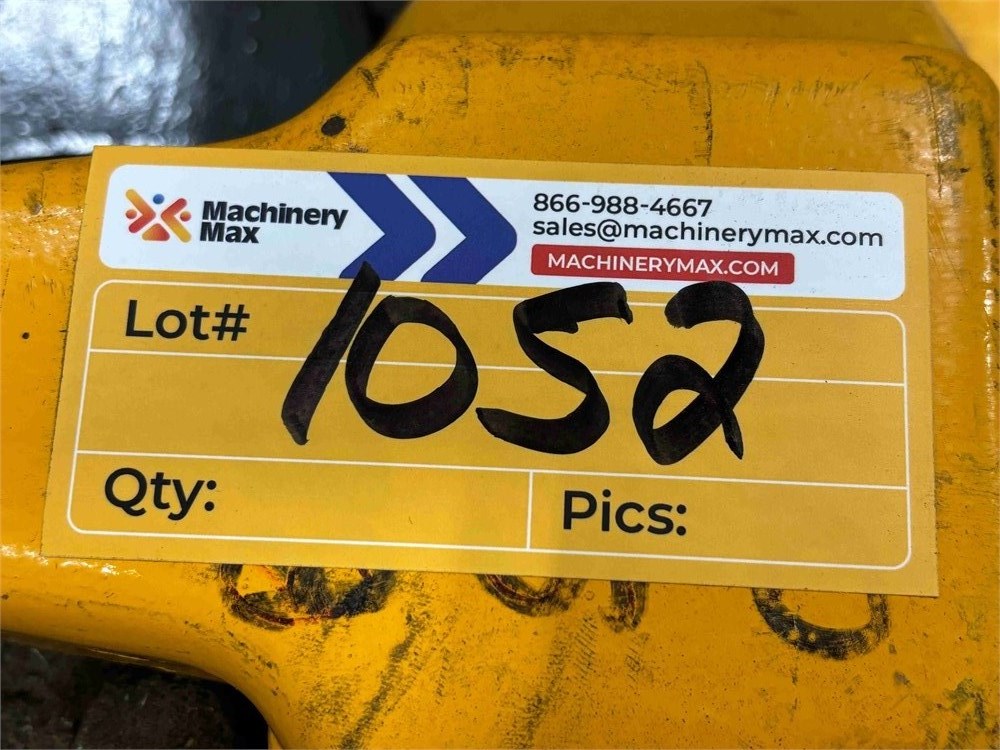 Machinery
Max
866-988-4667
sales@machinerymax.com
MACHINERYMAX.COM
Lot# 1052
Qty:
Pics: